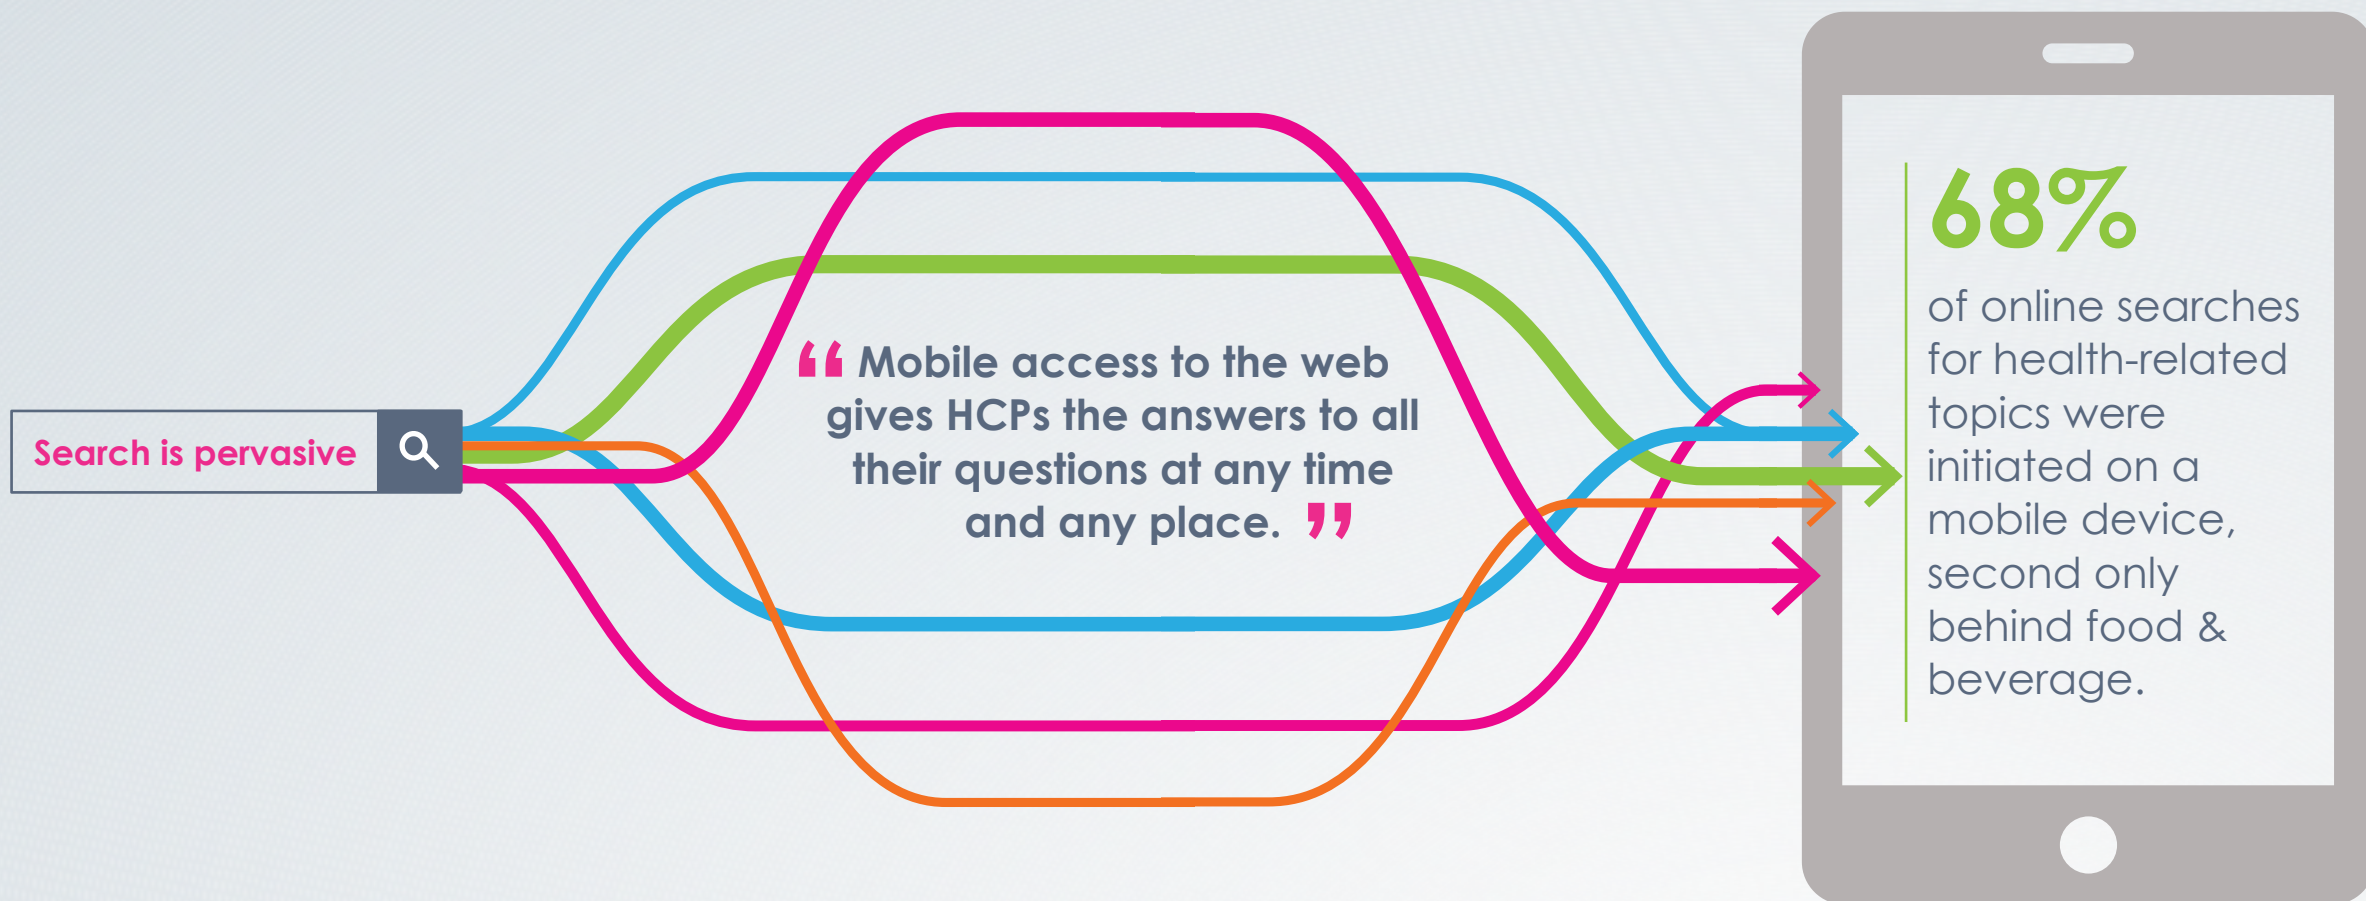 Search is pervasive
“ Mobile access to the web
gives HCPs the answers to all
their questions at any time
and any place. ”
68%
of online searches
for health-related
topics were
initiated on a
mobile device,
second only
behind food &
beverage.